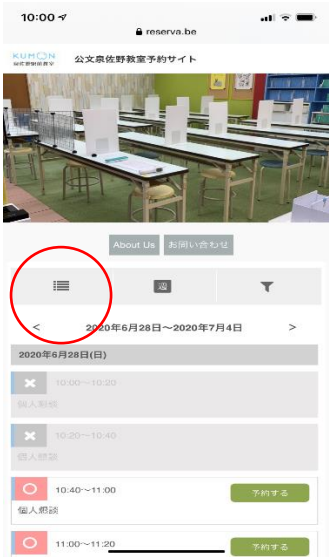 10:00
reserva.be
KUMON
公文泉佐野教室予約サイト
About Us
お問い合わせ
週
< 2020年6月28日～2020年7月4日 >
2020年6月28日(日)
× 10:00～10:20
個人懇談
× 10:20～10:40
個人懇談
○ 10:40～11:00 予約する
個人懇談
○ 11:00～11:20 予約する